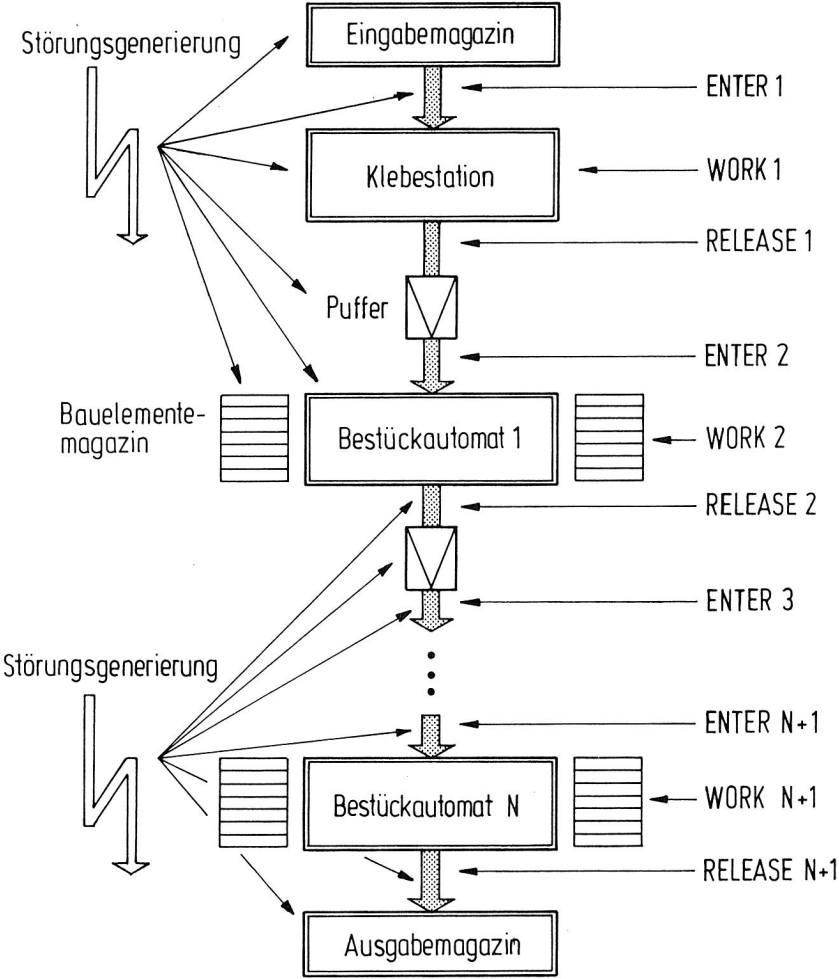 Störungsgenerierung
Eingabemagazin
ENTER 1
Klebestation
WORK 1
RELEASE 1
Puffer
ENTER 2
Bauelemente-
magazin
Bestückautomat 1
WORK 2
RELEASE 2
ENTER 3
Störungsgenerierung
ENTER N+1
Bestückautomat N
WORK N+1
RELEASE N+1
Ausgabemagazin